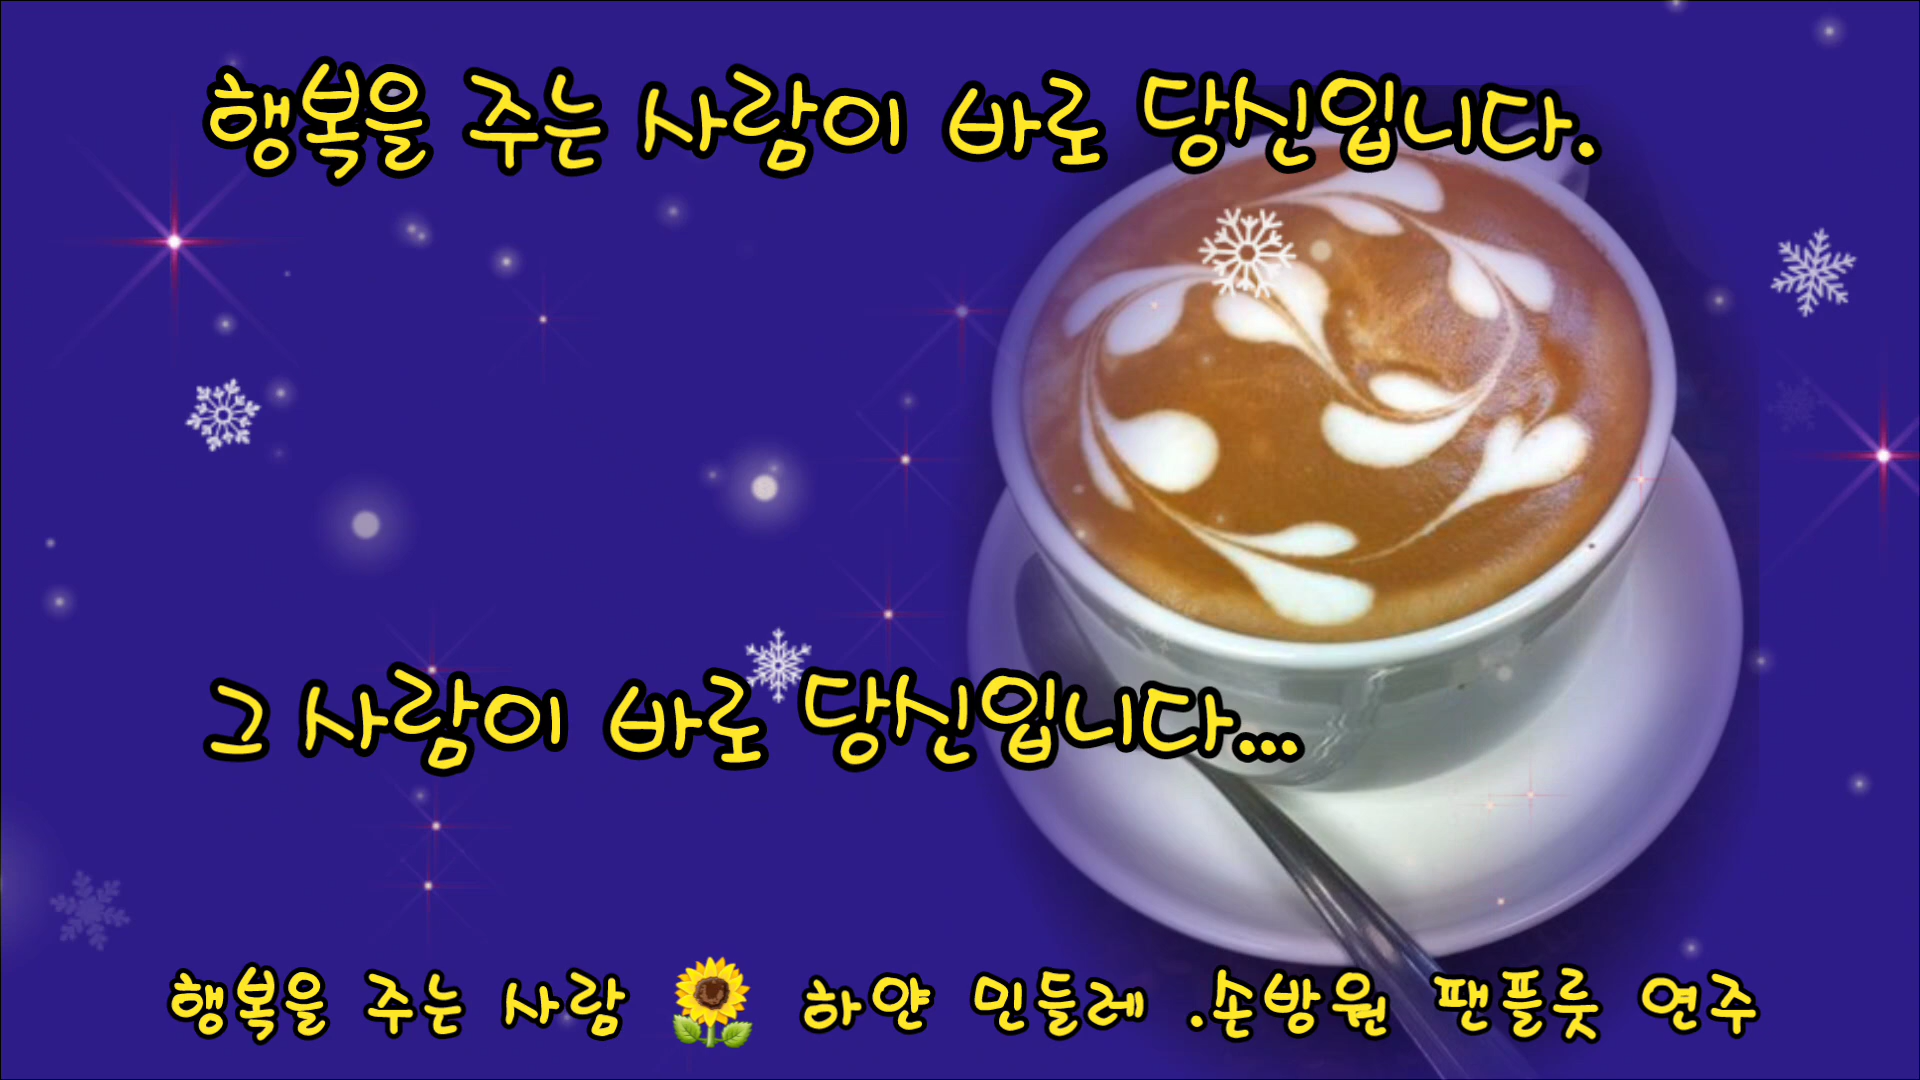 행복을 주는 사람이 바로 당신입니다.
그 사람이 바로 당신입니다...
행복을 주는 사람 🌻 하얀 민들레 .손방원 팬플룻 연주